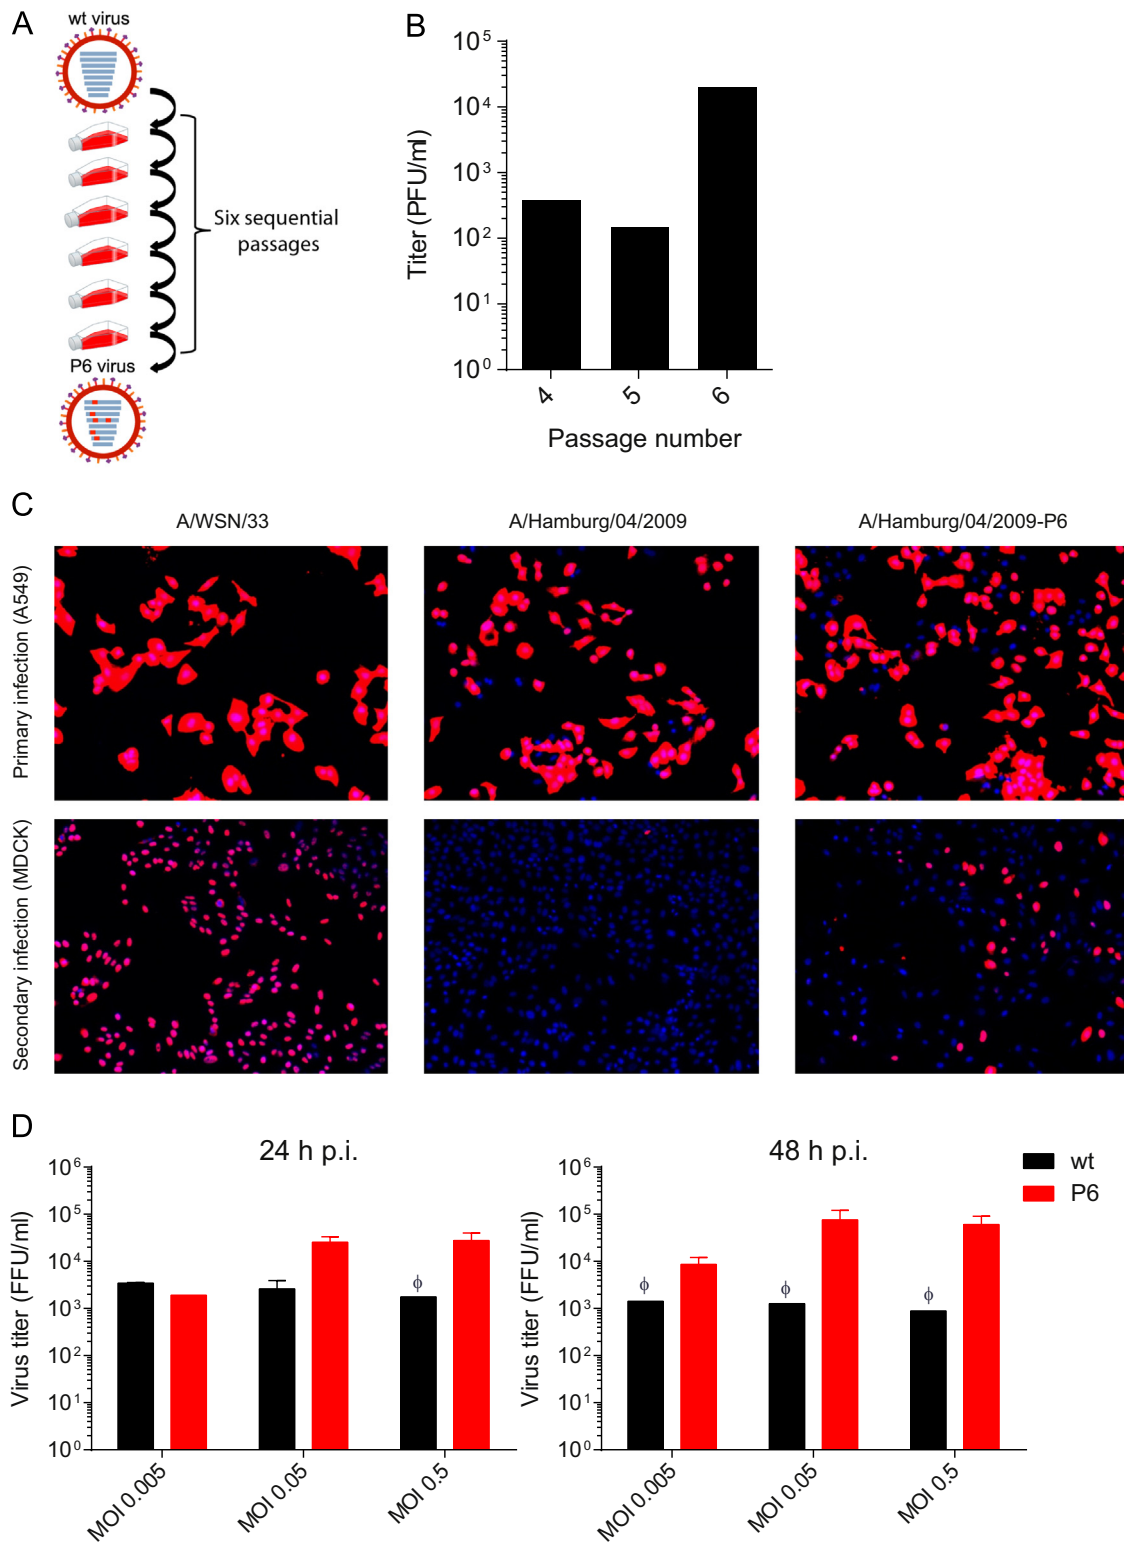 A
wt virus
Six sequential
passages
P6 virus
B
Titer (PFU/ml)
10⁵
10⁴
10³
10²
10¹
10⁰
4
5
6
Passage number
C
A/WSN/33
A/Hamburg/04/2009
A/Hamburg/04/2009-P6
Primary infection (A549)
Secondary infection (MDCK)
D
24 h p.i.
Virus titer (FFU/ml)
10⁶
10⁵
10⁴
10³
10²
10¹
10⁰
ϕ
MOI 0.005
MOI 0.05
MOI 0.5
48 h p.i.
Virus titer (FFU/ml)
10⁶
10⁵
10⁴
10³
10²
10¹
10⁰
ϕ
ϕ
ϕ
MOI 0.005
MOI 0.05
MOI 0.5
wt
P6